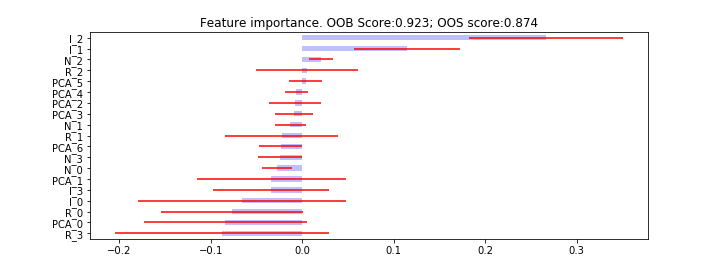 Feature importance. OOB Score:0.923; OOS score:0.874
I_2
I_1
N_2
R_2
PCA_5
PCA_4
PCA_2
PCA_3
N_1
R_1
PCA_6
N_3
N_0
PCA_1
I_3
I_0
R_0
PCA_0
R_3
−0.2 −0.1 0.0 0.1 0.2 0.3